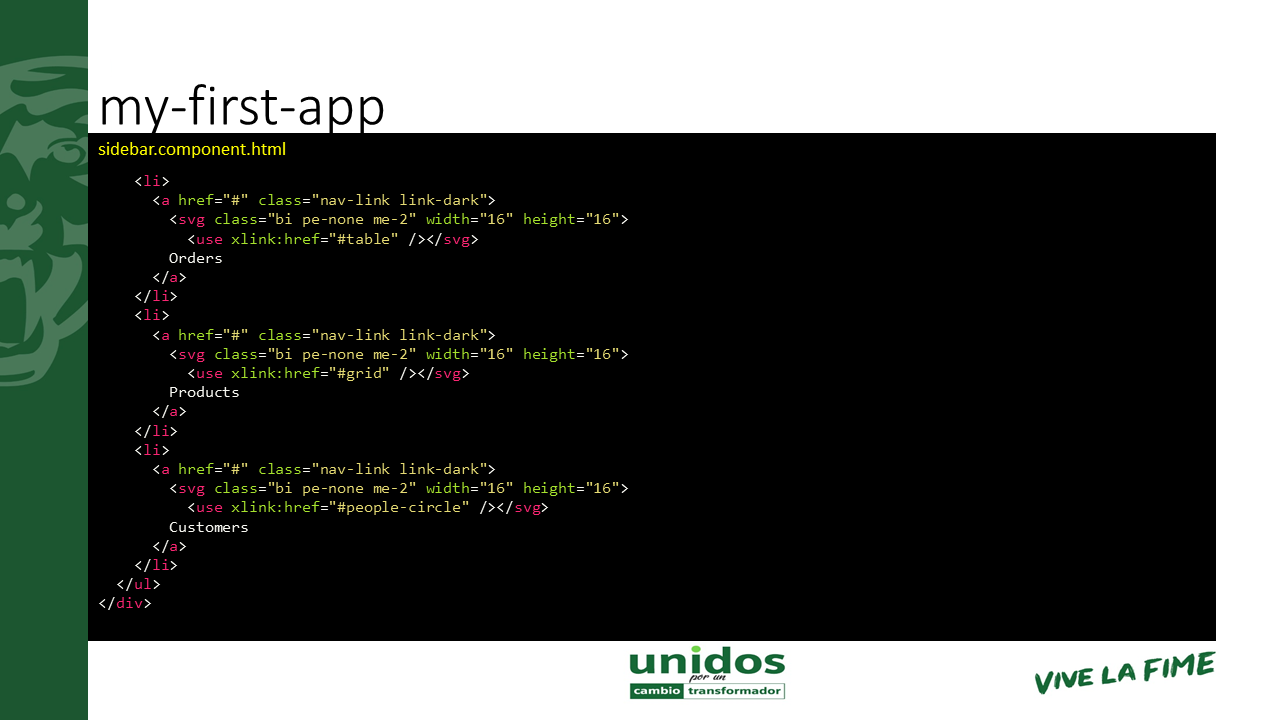 my-first-app
sidebar.component.html
    <li>
      <a href="#" class="nav-link link-dark">
        <svg class="bi pe-none me-2" width="16" height="16">
          <use xlink:href="#table" /></svg>
        Orders
      </a>
    </li>
    <li>
      <a href="#" class="nav-link link-dark">
        <svg class="bi pe-none me-2" width="16" height="16">
          <use xlink:href="#grid" /></svg>
        Products
      </a>
    </li>
    <li>
      <a href="#" class="nav-link link-dark">
        <svg class="bi pe-none me-2" width="16" height="16">
          <use xlink:href="#people-circle" /></svg>
        Customers
      </a>
    </li>
  </ul>
</div>
unidos
por un
cambio transformador
VIVE LA FIME